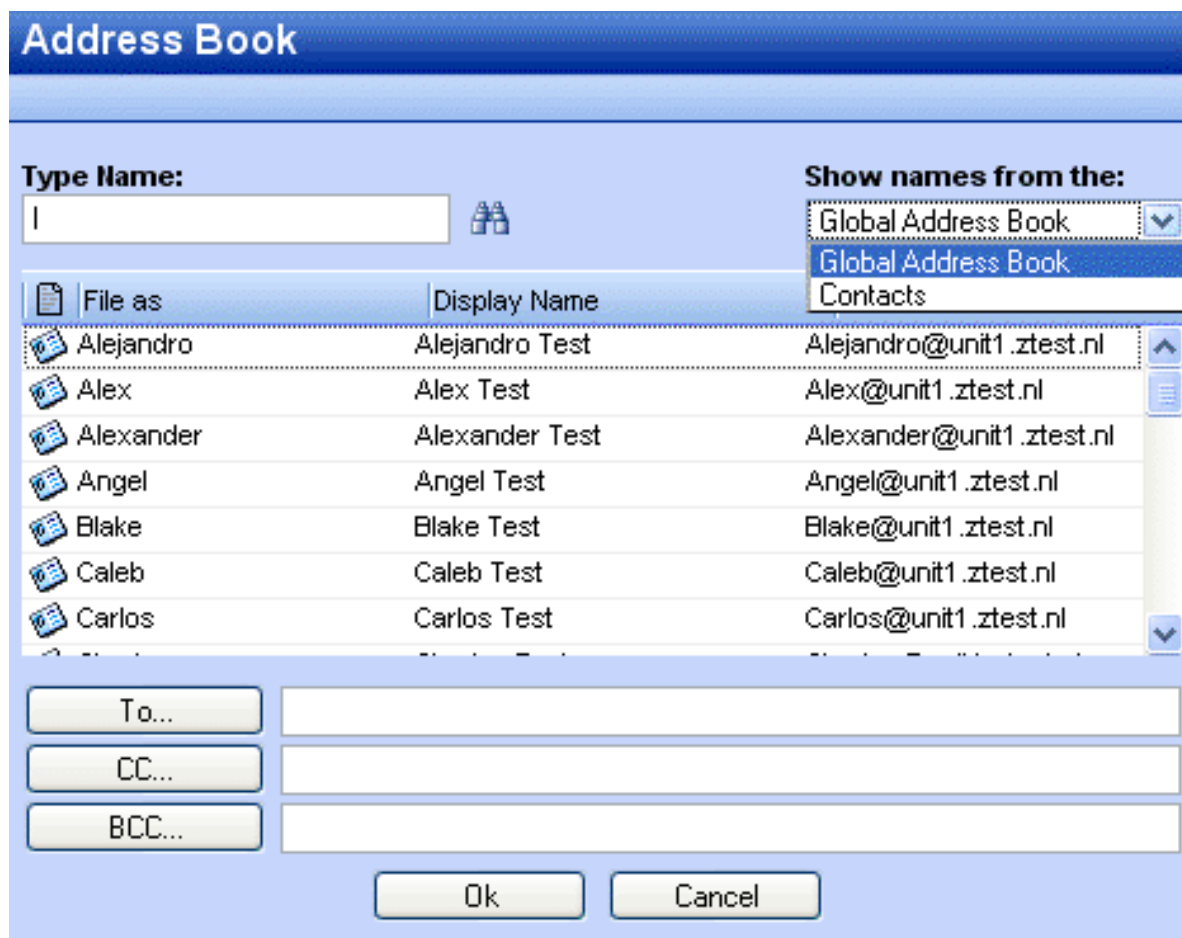 Address Book
Type Name: Show names from the:
Global Address Book
Global Address Book
File as Display Name Contacts
Alejandro Alejandro Test Alejandro@unit1.ztest.nl
Alex Alex Test Alex@unit1.ztest.nl
Alexander Alexander Test Alexander@unit1.ztest.nl
Angel Angel Test Angel@unit1.ztest.nl
Blake Blake Test Blake@unit1.ztest.nl
Caleb Caleb Test Caleb@unit1.ztest.nl
Carlos Carlos Test Carlos@unit1.ztest.nl
To...
CC...
BCC...
Ok Cancel